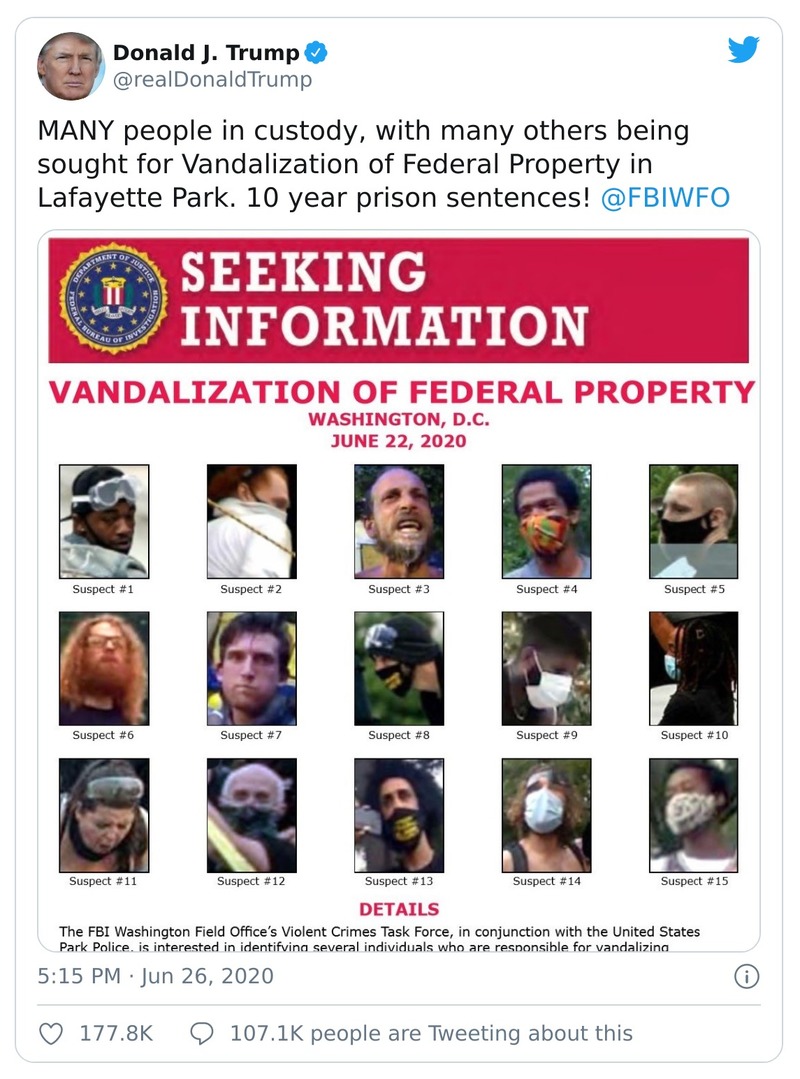 Donald J. Trump
@realDonaldTrump
MANY people in custody, with many others being
sought for Vandalization of Federal Property in
Lafayette Park. 10 year prison sentences! @FBIWFO
DEPARTMENT OF JUSTICE
FEDERAL BUREAU OF INVESTIGATION
SEEKING
INFORMATION
VANDALIZATION OF FEDERAL PROPERTY
WASHINGTON, D.C.
JUNE 22, 2020
Suspect #1
Suspect #2
Suspect #3
Suspect #4
Suspect #5
Suspect #6
Suspect #7
Suspect #8
Suspect #9
Suspect #10
Suspect #11
Suspect #12
Suspect #13
Suspect #14
Suspect #15
DETAILS
The FBI Washington Field Office's Violent Crimes Task Force, in conjunction with the United States
Park Police, is interested in identifying several individuals who are responsible for vandalizing
5:15 PM · Jun 26, 2020
177.8K
107.1K people are Tweeting about this